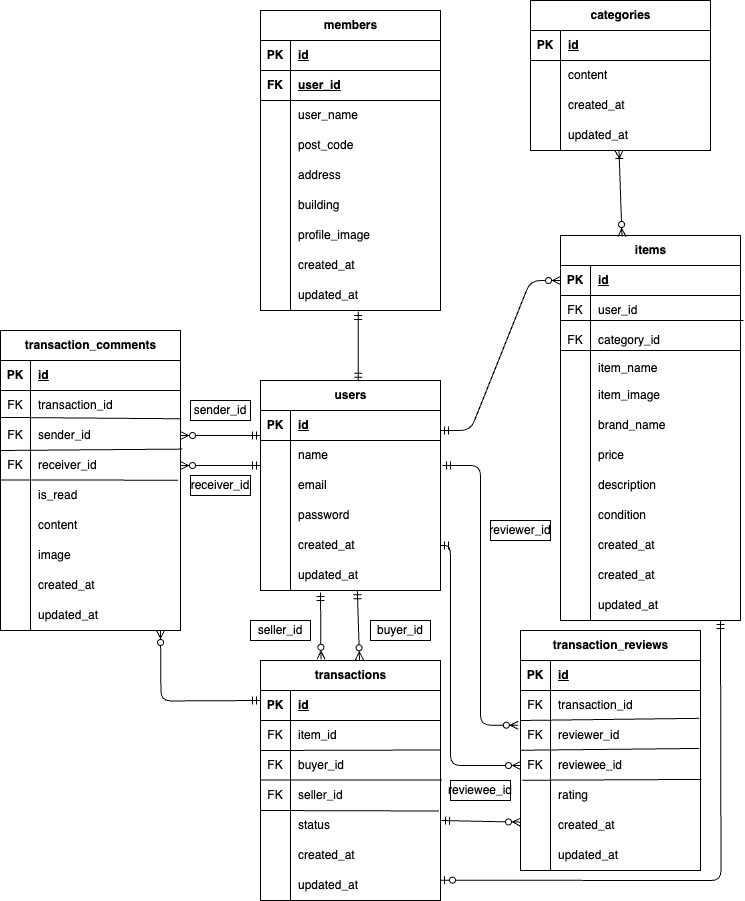 members
PK id
FK user_id
user_name
post_code
address
building
profile_image
created_at
updated_at
categories
PK id
content
created_at
updated_at
items
PK id
FK user_id
FK category_id
item_name
item_image
brand_name
price
description
condition
created_at
created_at
updated_at
transaction_comments
PK id
FK transaction_id
FK sender_id
FK receiver_id
is_read
content
image
created_at
updated_at
sender_id
receiver_id
users
PK id
name
email
password
created_at
updated_at
reviewer_id
seller_id
buyer_id
transactions
PK id
FK item_id
FK buyer_id
FK seller_id
status
created_at
updated_at
reviewee_id
transaction_reviews
PK id
FK transaction_id
FK reviewer_id
FK reviewee_id
rating
created_at
updated_at